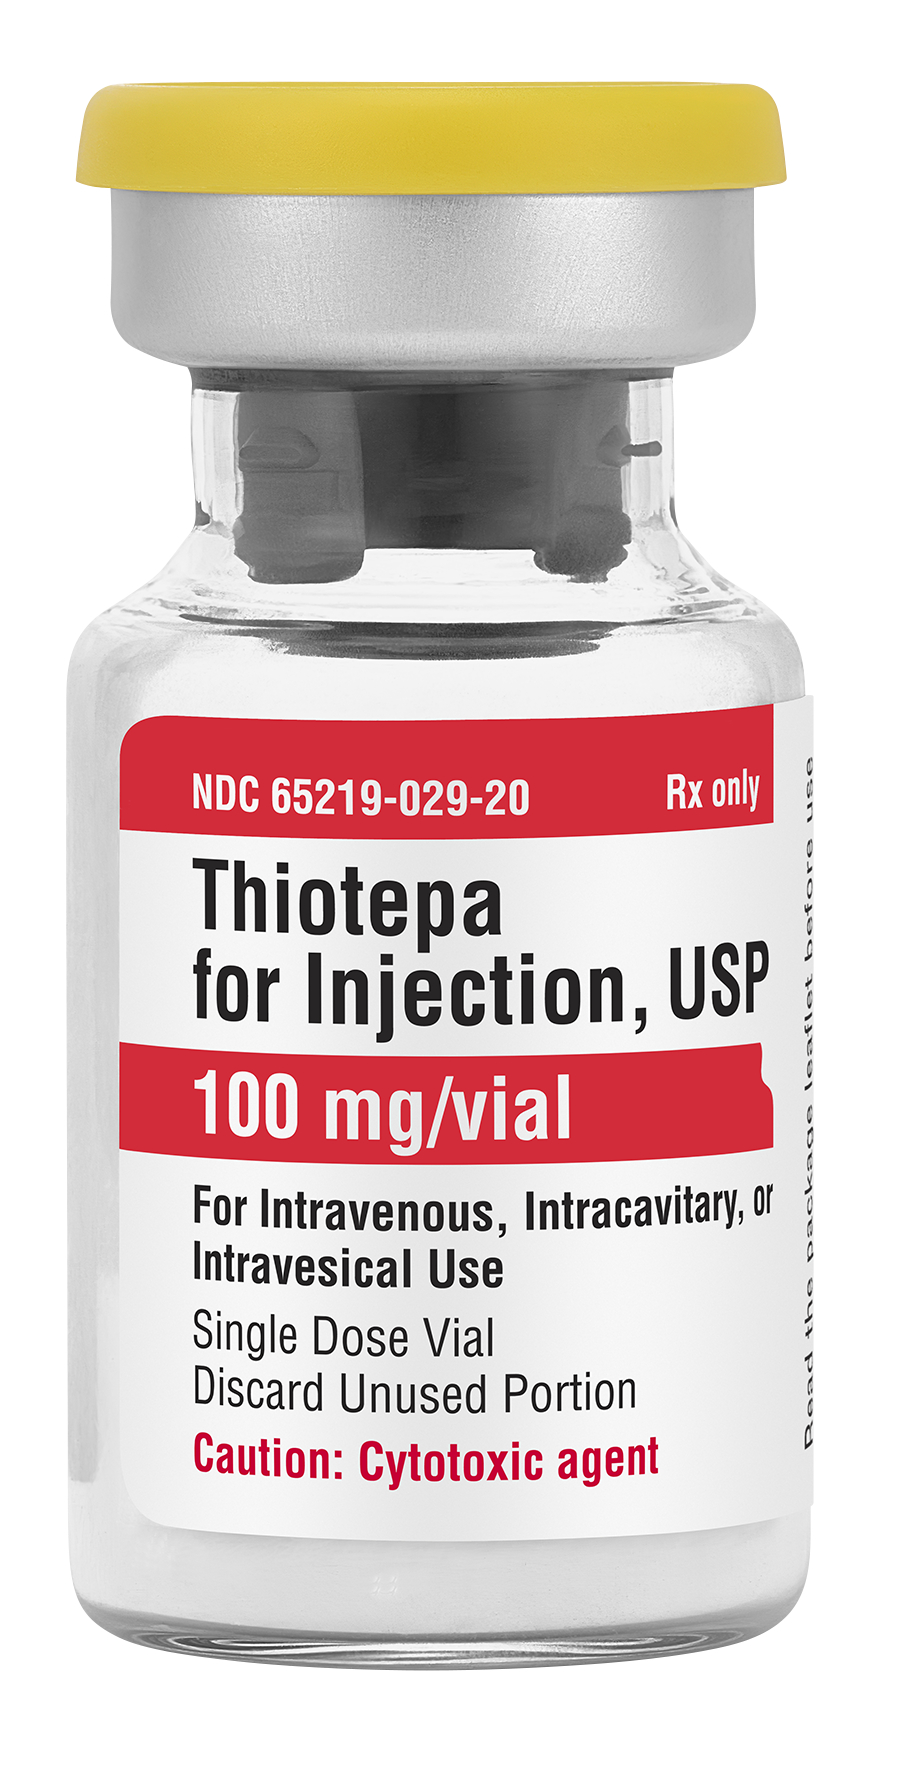 NDC 65219-029-20 Rx only
Thiotepa
for Injection, USP
100 mg/vial
For Intravenous, Intracavitary, or
Intravesical Use
Single Dose Vial
Discard Unused Portion
Caution: Cytotoxic agent
Read the package leaflet before use